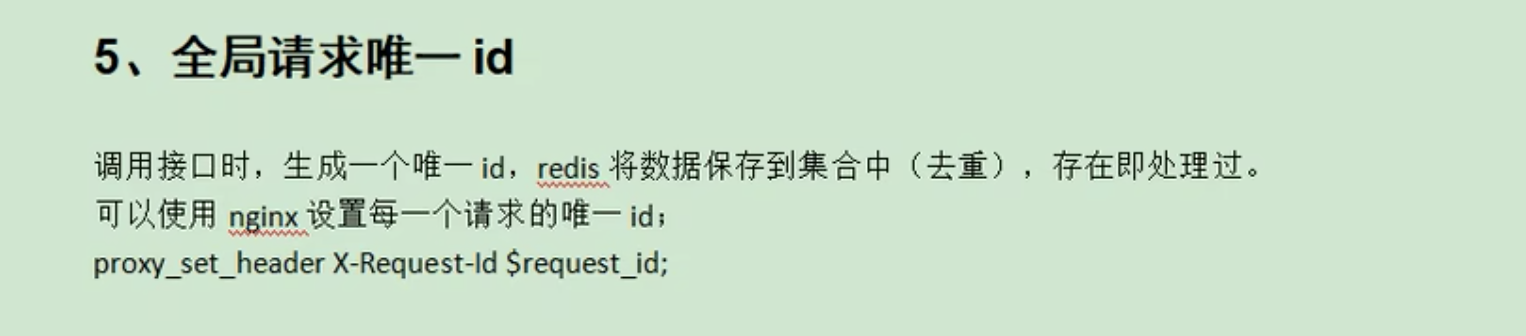 5、全局请求唯一 id
调用接口时，生成一个唯一 id，redis 将数据保存到集合中（去重），存在即处理过。
可以使用 nginx 设置每一个请求的唯一 id；
proxy_set_header X-Request-Id $request_id;